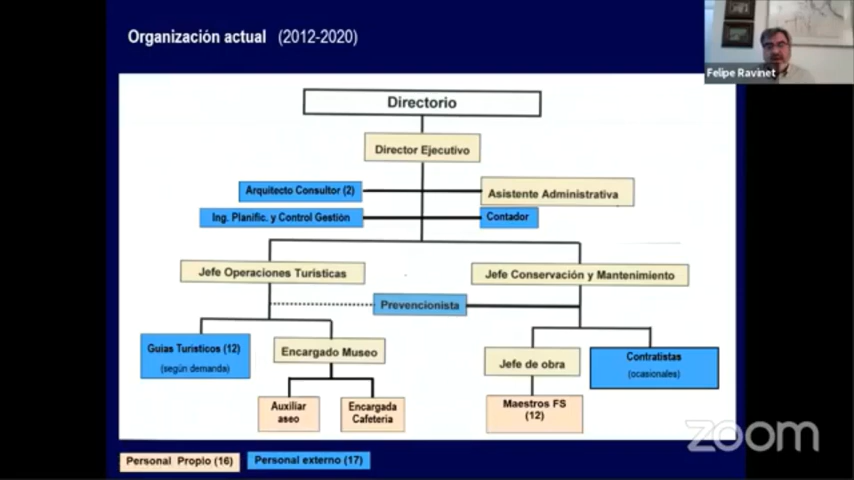 Organización actual (2012-2020)
Felipe Ravinet
Directorio
Director Ejecutivo
Arquitecto Consultor (2)
Asistente Administrativa
Ing. Planific. y Control Gestión
Contador
Jefe Operaciones Turísticas
Jefe Conservación y Mantenimiento
Prevencionista
Guías Turísticos (12)
(según demanda)
Encargado Museo
Jefe de obra
Contratistas
(ocasionales)
Auxiliar
aseo
Encargada
Cafetería
Maestros FS
(12)
zoom
Personal Propio (16)
Personal externo (17)